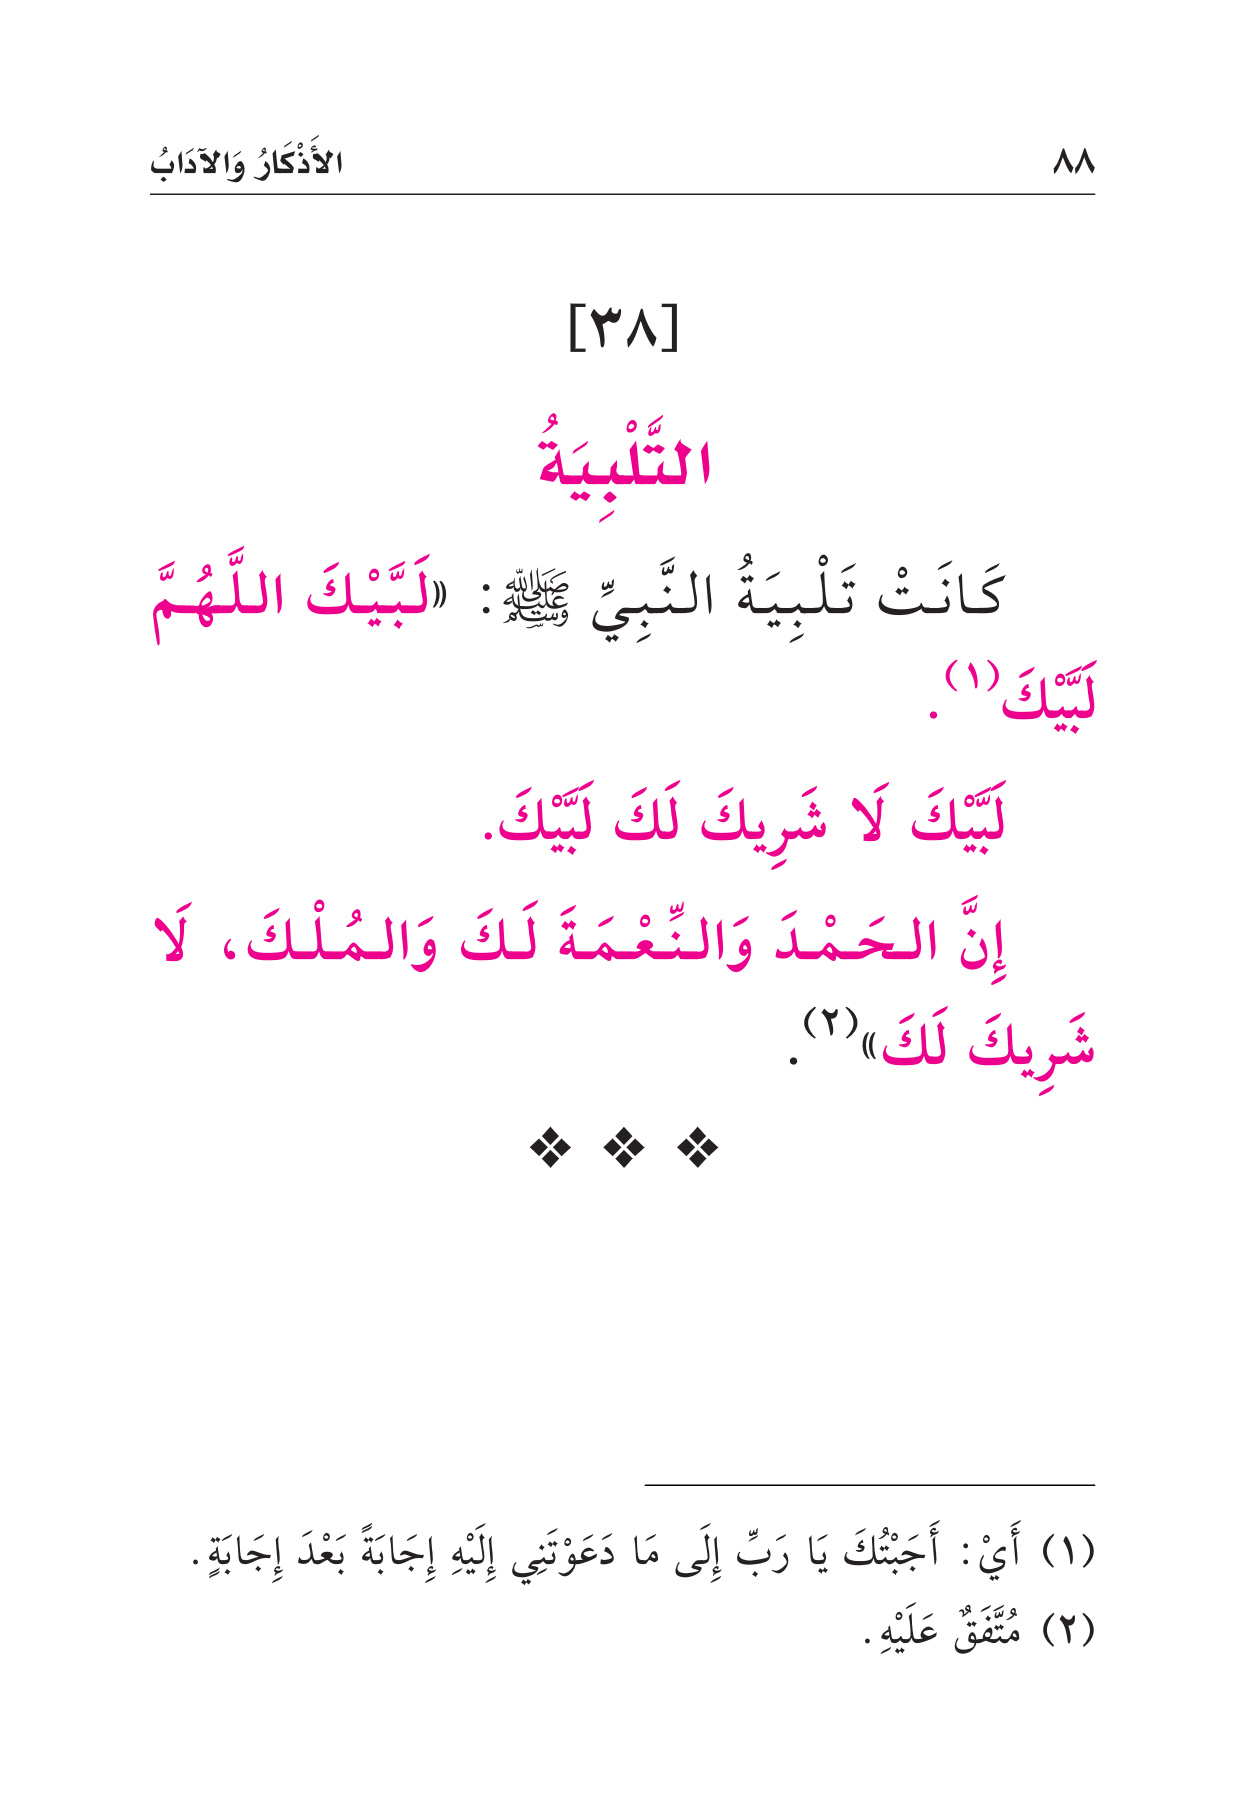 ٨٨ الأَذْكَارُ وَالآدَابُ
[٣٨]
التَّلْبِيَةُ
كَانَتْ تَلْبِيَةُ النَّبِيِّ ﷺ: «لَبَّيْكَ اللَّهُمَّ
لَبَّيْكَ(١).
لَبَّيْكَ لَا شَرِيكَ لَكَ لَبَّيْكَ.
إِنَّ الحَمْدَ وَالنِّعْمَةَ لَكَ وَالمُلْكَ، لَا
شَرِيكَ لَكَ»(٢).
(١) أَيْ: أَجَبْتُكَ يَا رَبِّ إِلَى مَا دَعَوْتَنِي إِلَيْهِ إِجَابَةً بَعْدَ إِجَابَةٍ.
(٢) مُتَّفَقٌ عَلَيْهِ.